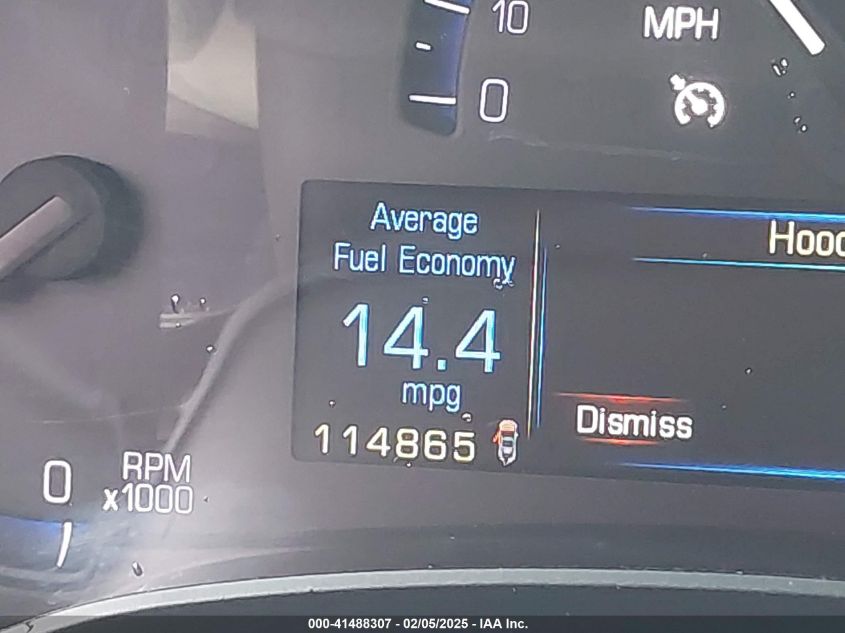 10
MPH
0
Average
Fuel Economy
14.4
mpg
114865
Hood
Dismiss
0
RPM
x1000
000-41488307 - 02/05/2025 - IAA Inc.